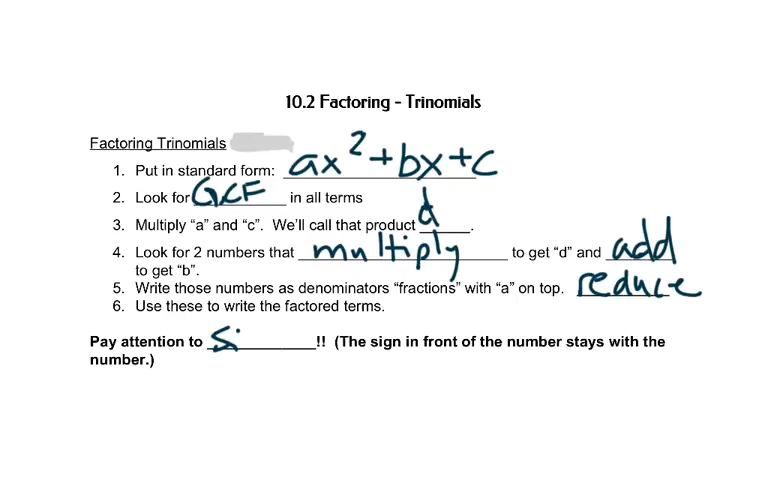 10.2 Factoring - Trinomials
Factoring Trinomials
1. Put in standard form: ax²+bx+c
2. Look for GCF in all terms
3. Multiply "a" and "c". We'll call that product d.
4. Look for 2 numbers that multiply to get "d" and add
to get "b".
5. Write those numbers as denominators "fractions" with "a" on top. reduce
6. Use these to write the factored terms.
Pay attention to Si!! (The sign in front of the number stays with the
number.)